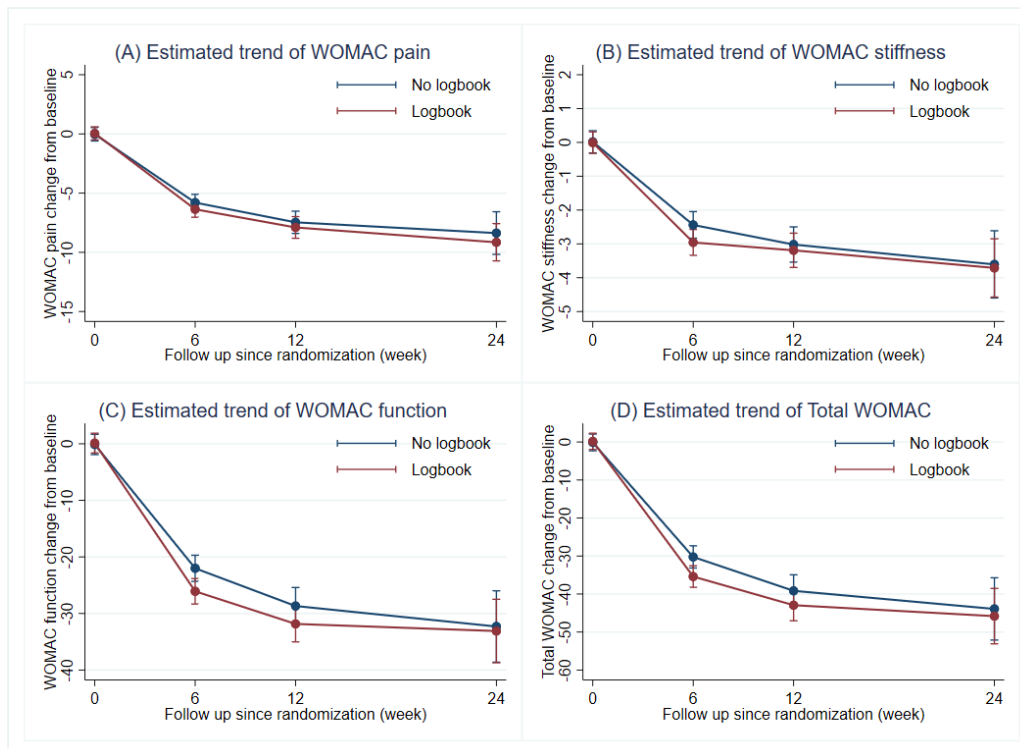 (A) Estimated trend of WOMAC pain
WOMAC pain change from baseline
5
0
-5
-10
-15
No logbook
Logbook
0 6 12 24
Follow up since randomization (week)
(B) Estimated trend of WOMAC stiffness
WOMAC stiffness change from baseline
2
1
0
-1
-2
-3
-4
-5
No logbook
Logbook
0 6 12 24
Follow up since randomization (week)
(C) Estimated trend of WOMAC function
WOMAC function change from baseline
0
-10
-20
-30
-40
No logbook
Logbook
0 6 12 24
Follow up since randomization (week)
(D) Estimated trend of Total WOMAC
Total WOMAC change from baseline
0
-10
-20
-30
-40
-50
-60
No logbook
Logbook
0 6 12 24
Follow up since randomization (week)